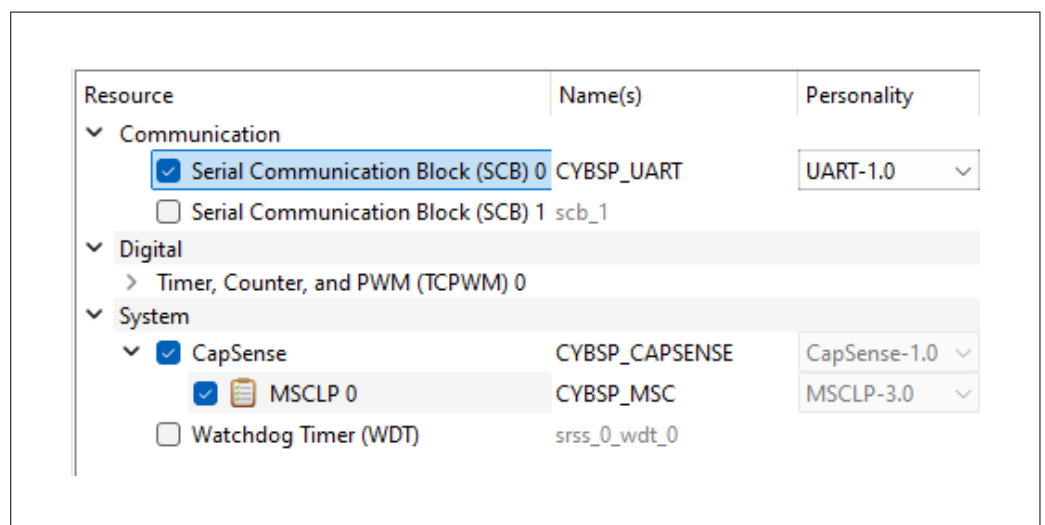 Resource Name(s) Personality
Communication
Serial Communication Block (SCB) 0 CYBSP_UART UART-1.0
Serial Communication Block (SCB) 1 scb_1
Digital
Timer, Counter, and PWM (TCPWM) 0
System
CapSense CYBSP_CAPSENSE CapSense-1.0
MSCLP 0 CYBSP_MSC MSCLP-3.0
Watchdog Timer (WDT) srss_0_wdt_0